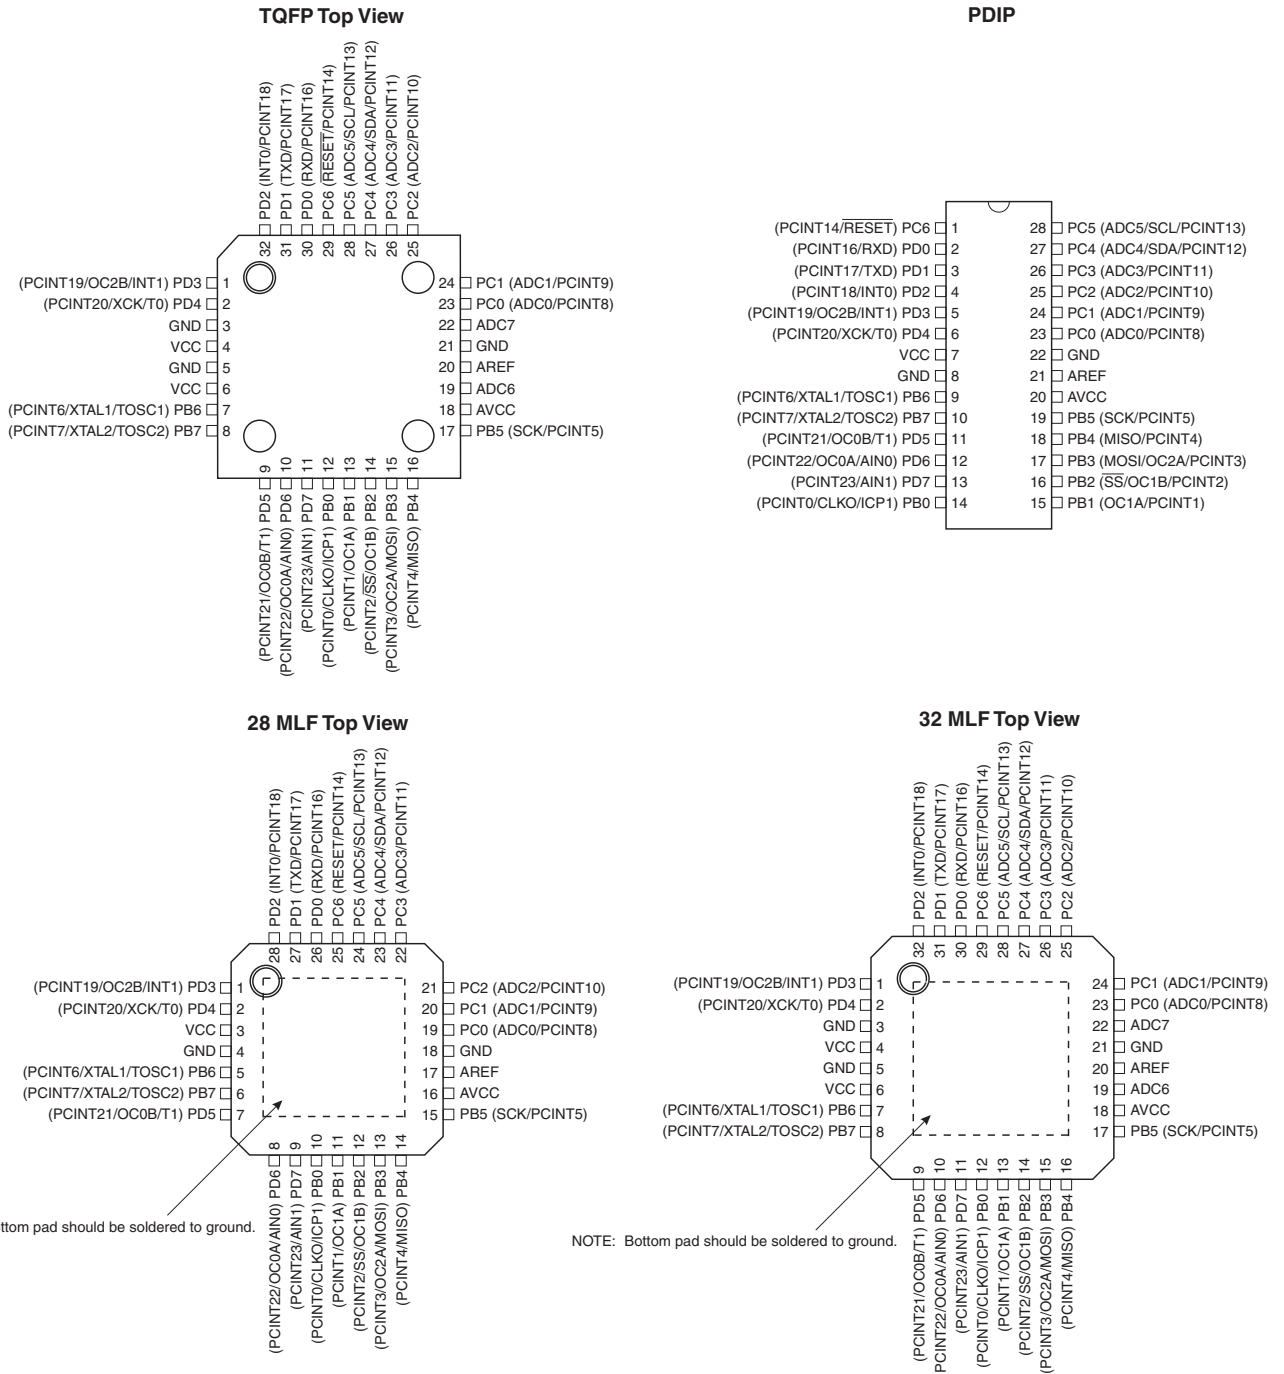 TQFP Top View
PD2 (INT0/PCINT18)
PD1 (TXD/PCINT17)
PD0 (RXD/PCINT16)
PC6 (RESET/PCINT14)
PC5 (ADC5/SCL/PCINT13)
PC4 (ADC4/SDA/PCINT12)
PC3 (ADC3/PCINT11)
PC2 (ADC2/PCINT10)
32 31 30 29 28 27 26 25
(PCINT19/OC2B/INT1) PD3 1
(PCINT20/XCK/T0) PD4 2
GND 3
VCC 4
GND 5
VCC 6
(PCINT6/XTAL1/TOSC1) PB6 7
(PCINT7/XTAL2/TOSC2) PB7 8
24 PC1 (ADC1/PCINT9)
23 PC0 (ADC0/PCINT8)
22 ADC7
21 GND
20 AREF
19 ADC6
18 AVCC
17 PB5 (SCK/PCINT5)
9 10 11 12 13 14 15 16
(PCINT21/OC0B/T1) PD5
(PCINT22/OC0A/AIN0) PD6
(PCINT23/AIN1) PD7
(PCINT0/CLKO/ICP1) PB0
(PCINT1/OC1A) PB1
(PCINT2/SS/OC1B) PB2
(PCINT3/OC2A/MOSI) PB3
(PCINT4/MISO) PB4
PDIP
(PCINT14/RESET) PC6 1
(PCINT16/RXD) PD0 2
(PCINT17/TXD) PD1 3
(PCINT18/INT0) PD2 4
(PCINT19/OC2B/INT1) PD3 5
(PCINT20/XCK/T0) PD4 6
VCC 7
GND 8
(PCINT6/XTAL1/TOSC1) PB6 9
(PCINT7/XTAL2/TOSC2) PB7 10
(PCINT21/OC0B/T1) PD5 11
(PCINT22/OC0A/AIN0) PD6 12
(PCINT23/AIN1) PD7 13
(PCINT0/CLKO/ICP1) PB0 14
28 PC5 (ADC5/SCL/PCINT13)
27 PC4 (ADC4/SDA/PCINT12)
26 PC3 (ADC3/PCINT11)
25 PC2 (ADC2/PCINT10)
24 PC1 (ADC1/PCINT9)
23 PC0 (ADC0/PCINT8)
22 GND
21 AREF
20 AVCC
19 PB5 (SCK/PCINT5)
18 PB4 (MISO/PCINT4)
17 PB3 (MOSI/OC2A/PCINT3)
16 PB2 (SS/OC1B/PCINT2)
15 PB1 (OC1A/PCINT1)
28 MLF Top View
PD2 (INT0/PCINT18)
PD1 (TXD/PCINT17)
PD0 (RXD/PCINT16)
PC6 (RESET/PCINT14)
PC5 (ADC5/SCL/PCINT13)
PC4 (ADC4/SDA/PCINT12)
PC3 (ADC3/PCINT11)
28 27 26 25 24 23 22
(PCINT19/OC2B/INT1) PD3 1
(PCINT20/XCK/T0) PD4 2
VCC 3
GND 4
(PCINT6/XTAL1/TOSC1) PB6 5
(PCINT7/XTAL2/TOSC2) PB7 6
(PCINT21/OC0B/T1) PD5 7
21 PC2 (ADC2/PCINT10)
20 PC1 (ADC1/PCINT9)
19 PC0 (ADC0/PCINT8)
18 GND
17 AREF
16 AVCC
15 PB5 (SCK/PCINT5)
8 9 10 11 12 13 14
(PCINT22/OC0A/AIN0) PD6
(PCINT23/AIN1) PD7
(PCINT0/CLKO/ICP1) PB0
(PCINT1/OC1A) PB1
(PCINT2/SS/OC1B) PB2
(PCINT3/OC2A/MOSI) PB3
(PCINT4/MISO) PB4
pad should be soldered to ground.
32 MLF Top View
PD2 (INT0/PCINT18)
PD1 (TXD/PCINT17)
PD0 (RXD/PCINT16)
PC6 (RESET/PCINT14)
PC5 (ADC5/SCL/PCINT13)
PC4 (ADC4/SDA/PCINT12)
PC3 (ADC3/PCINT11)
PC2 (ADC2/PCINT10)
32 31 30 29 28 27 26 25
(PCINT19/OC2B/INT1) PD3 1
(PCINT20/XCK/T0) PD4 2
GND 3
VCC 4
GND 5
VCC 6
(PCINT6/XTAL1/TOSC1) PB6 7
(PCINT7/XTAL2/TOSC2) PB7 8
24 PC1 (ADC1/PCINT9)
23 PC0 (ADC0/PCINT8)
22 ADC7
21 GND
20 AREF
19 ADC6
18 AVCC
17 PB5 (SCK/PCINT5)
9 10 11 12 13 14 15 16
(PCINT21/OC0B/T1) PD5
PCINT22/OC0A/AIN0) PD6
(PCINT23/AIN1) PD7
(PCINT0/CLKO/ICP1) PB0
(PCINT1/OC1A) PB1
(PCINT2/SS/OC1B) PB2
(PCINT3/OC2A/MOSI) PB3
(PCINT4/MISO) PB4
NOTE: Bottom pad should be soldered to ground.